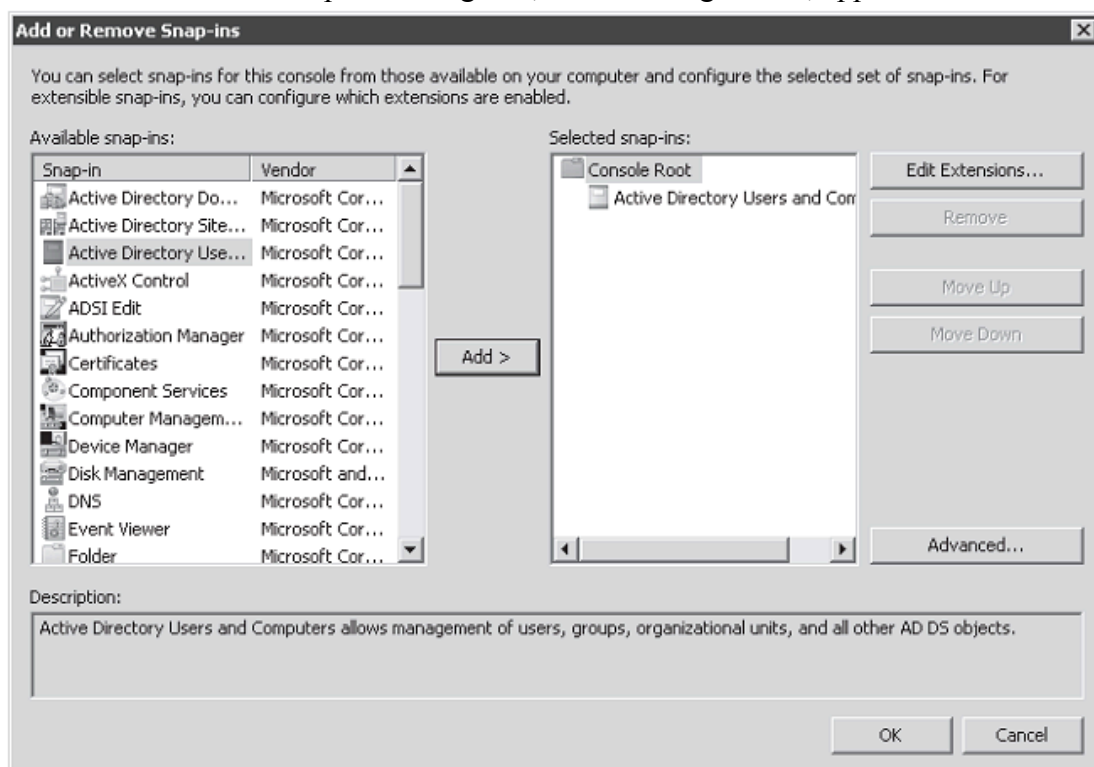 Add or Remove Snap-ins
You can select snap-ins for this console from those available on your computer and configure the selected set of snap-ins. For
extensible snap-ins, you can configure which extensions are enabled.
Available snap-ins:
Selected snap-ins:
Snap-in Vendor
Active Directory Do... Microsoft Cor...
Active Directory Site... Microsoft Cor...
Active Directory Use... Microsoft Cor...
ActiveX Control Microsoft Cor...
ADSI Edit Microsoft Cor...
Authorization Manager Microsoft Cor...
Certificates Microsoft Cor...
Component Services Microsoft Cor...
Computer Managem... Microsoft Cor...
Device Manager Microsoft Cor...
Disk Management Microsoft and...
DNS Microsoft Cor...
Event Viewer Microsoft Cor...
Folder Microsoft Cor...
Add >
Console Root
Active Directory Users and Com
Edit Extensions...
Remove
Move Up
Move Down
Advanced...
Description:
Active Directory Users and Computers allows management of users, groups, organizational units, and all other AD DS objects.
OK Cancel